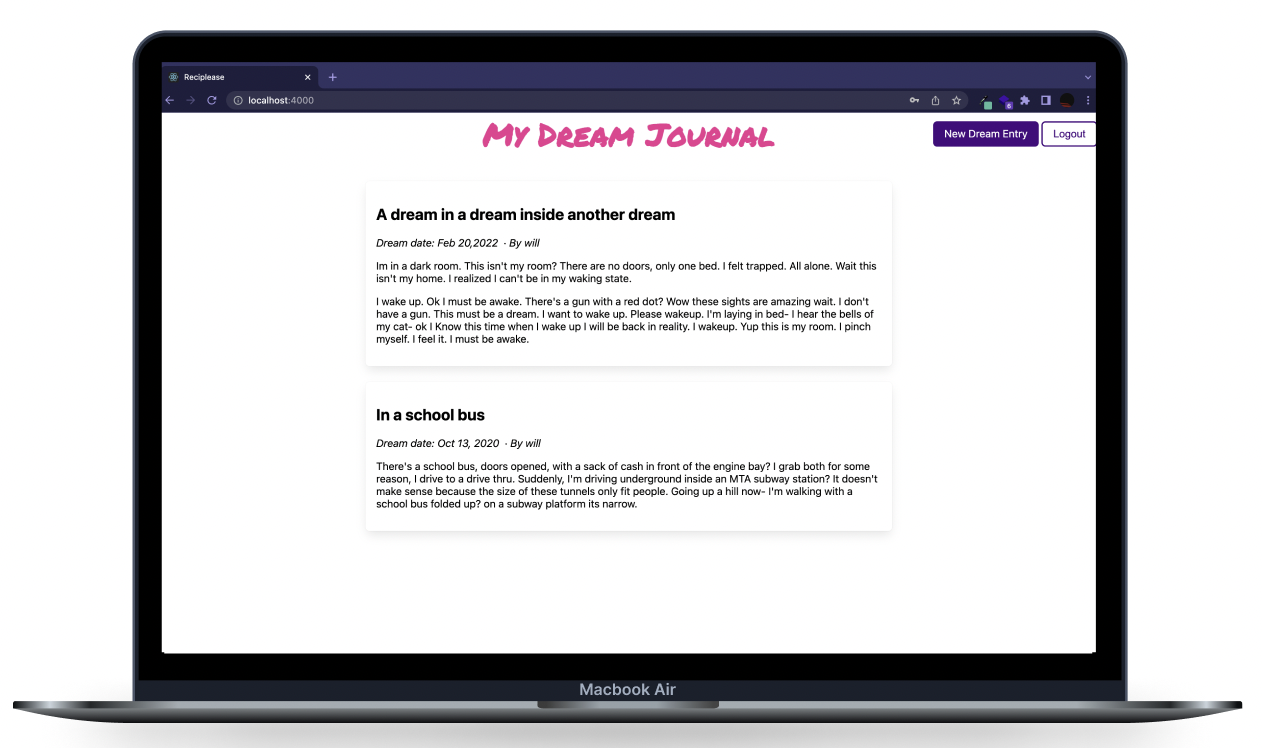 Reciplease
localhost:4000
My Dream Journal
New Dream Entry
Logout
A dream in a dream inside another dream
Dream date: Feb 20,2022 · By will
Im in a dark room. This isn't my room? There are no doors, only one bed. I felt trapped. All alone. Wait this
isn't my home. I realized I can't be in my waking state.
I wake up. Ok I must be awake. There's a gun with a red dot? Wow these sights are amazing wait. I don't
have a gun. This must be a dream. I want to wake up. Please wakeup. I'm laying in bed- I hear the bells of
my cat- ok I Know this time when I wake up I will be back in reality. I wakeup. Yup this is my room. I pinch
myself. I feel it. I must be awake.
In a school bus
Dream date: Oct 13, 2020 · By will
There's a school bus, doors opened, with a sack of cash in front of the engine bay? I grab both for some
reason, I drive to a drive thru. Suddenly, I'm driving underground inside an MTA subway station? It doesn't
make sense because the size of these tunnels only fit people. Going up a hill now- I'm walking with a
school bus folded up? on a subway platform its narrow.
Macbook Air